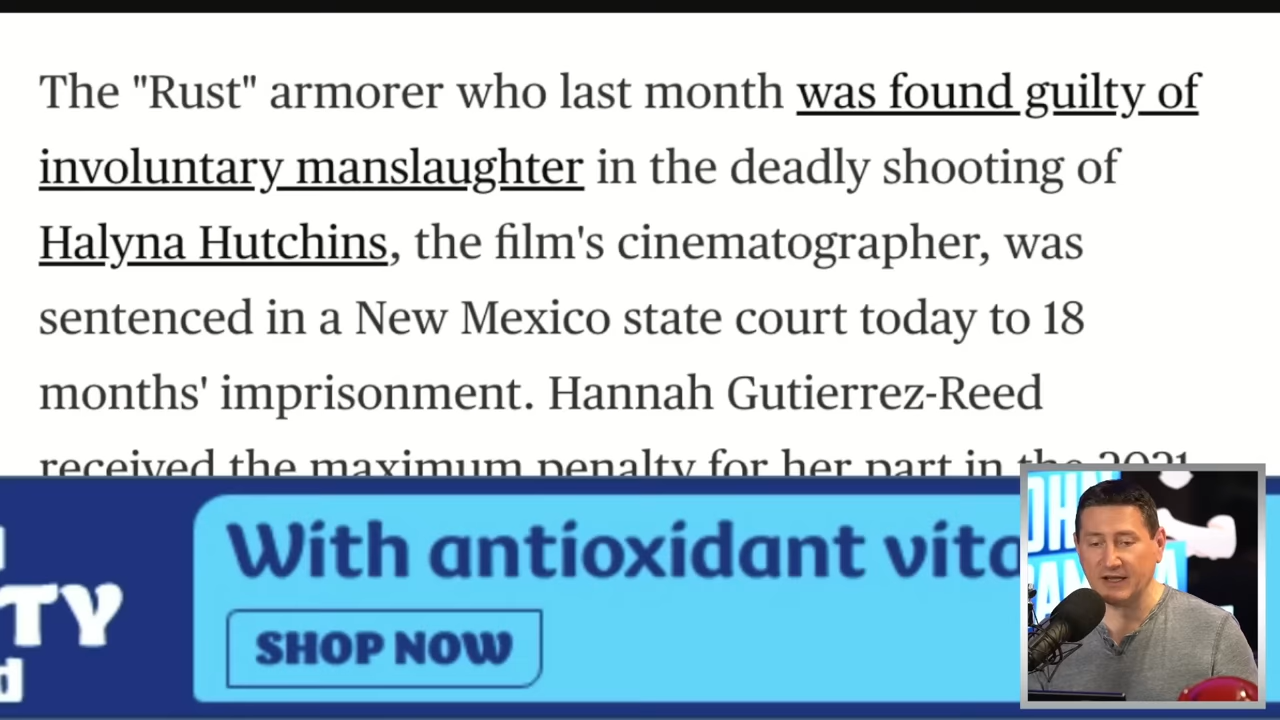 The "Rust" armorer who last month was found guilty of
involuntary manslaughter in the deadly shooting of
Halyna Hutchins, the film's cinematographer, was
sentenced in a New Mexico state court today to 18
months' imprisonment. Hannah Gutierrez-Reed
received the maximum penalty for her part in the 2021
With antioxidant vita
TY
SHOP NOW
d